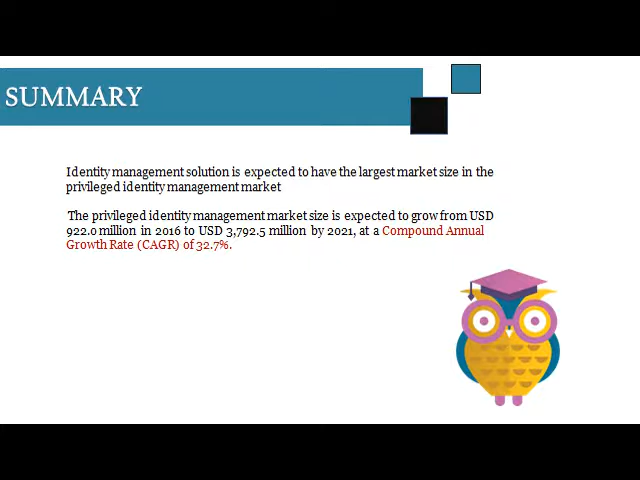 SUMMARY
Identity management solution is expected to have the largest market size in the
privileged identity management market
The privileged identity management market size is expected to grow from USD
922.0 million in 2016 to USD 3,792.5 million by 2021, at a Compound Annual
Growth Rate (CAGR) of 32.7%.